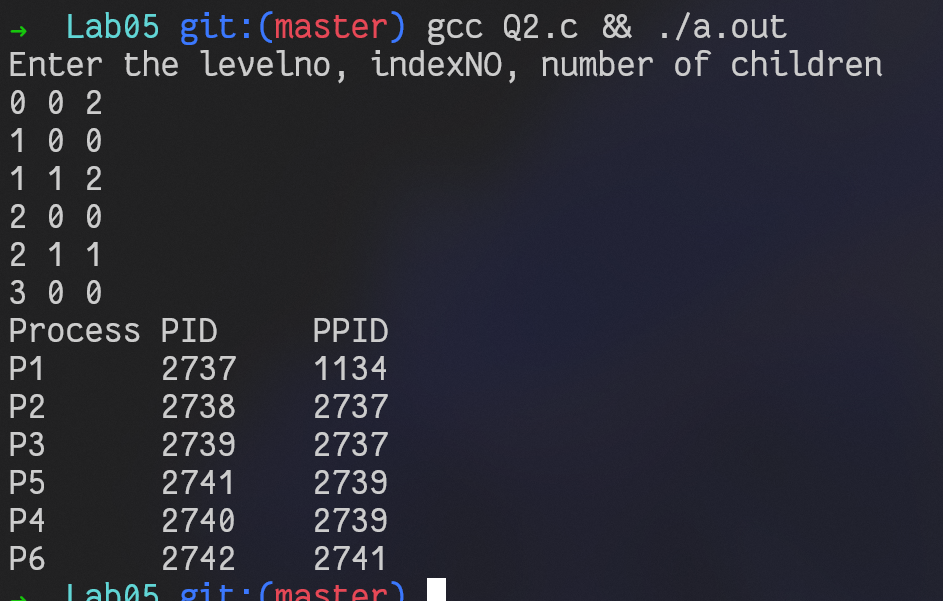 → Lab05 git:(master) gcc Q2.c && ./a.out
Enter the levelno, indexNO, number of children
0 0 2
1 0 0
1 1 2
2 0 0
2 1 1
3 0 0
Process PID PPID
P1 2737 1134
P2 2738 2737
P3 2739 2737
P5 2741 2739
P4 2740 2739
P6 2742 2741
→ Lab05 git:(master)